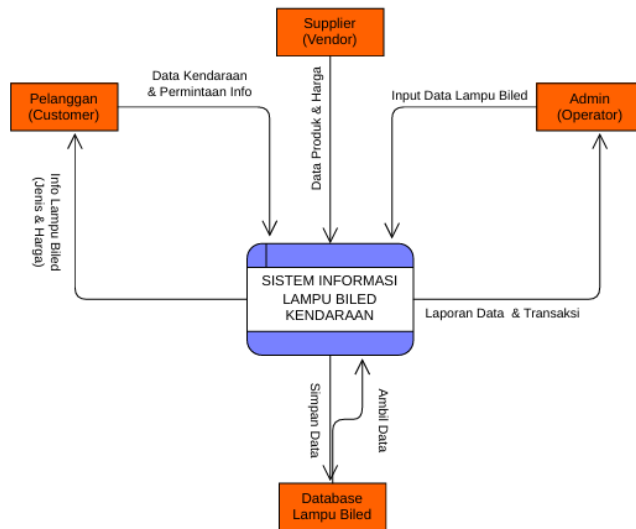 Supplier
(Vendor)
Data Kendaraan
& Permintaan Info
Pelanggan
(Customer)
Data Produk & Harga
Input Data Lampu Biled
Admin
(Operator)
Info Lampu Biled
(Jenis & Harga)
SISTEM INFORMASI
LAMPU BILED
KENDARAAN
Laporan Data & Transaksi
Simpan Data
Ambil Data
Database
Lampu Biled